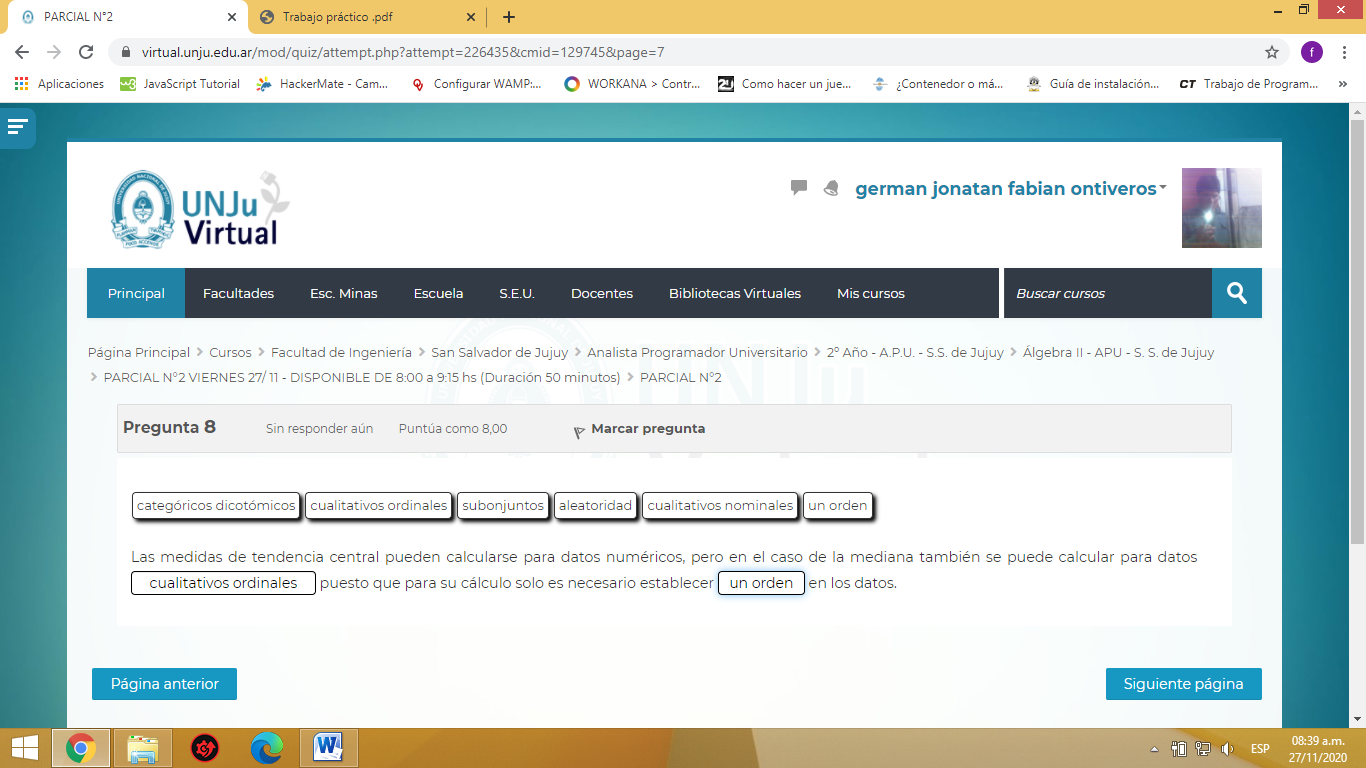 PARCIAL N°2
Trabajo práctico .pdf
virtual.unju.edu.ar/mod/quiz/attempt.php?attempt=226435&cmid=129745&page=7
f
Aplicaciones
JavaScript Tutorial
HackerMate - Cam...
Configurar WAMP:...
WORKANA > Contr...
Como hacer un jue...
¿Contenedor o má...
Guía de instalación...
CT Trabajo de Program...
»
UNJu
Virtual
german jonatan fabian ontiveros
Principal Facultades Esc. Minas Escuela S.E.U. Docentes Bibliotecas Virtuales Mis cursos Buscar cursos
Página Principal > Cursos > Facultad de Ingeniería > San Salvador de Jujuy > Analista Programador Universitario > 2º Año - A.P.U. - S.S. de Jujuy > Álgebra II - APU - S. S. de Jujuy
> PARCIAL N°2 VIERNES 27/ 11 - DISPONIBLE DE 8:00 a 9:15 hs (Duración 50 minutos) > PARCIAL N°2
Pregunta 8 Sin responder aún Puntúa como 8,00 Marcar pregunta
categóricos dicotómicos cualitativos ordinales subonjuntos aleatoridad cualitativos nominales un orden
Las medidas de tendencia central pueden calcularse para datos numéricos, pero en el caso de la mediana también se puede calcular para datos
cualitativos ordinales puesto que para su cálculo solo es necesario establecer un orden en los datos.
Página anterior Siguiente página
ESP
08:39 a.m.
27/11/2020